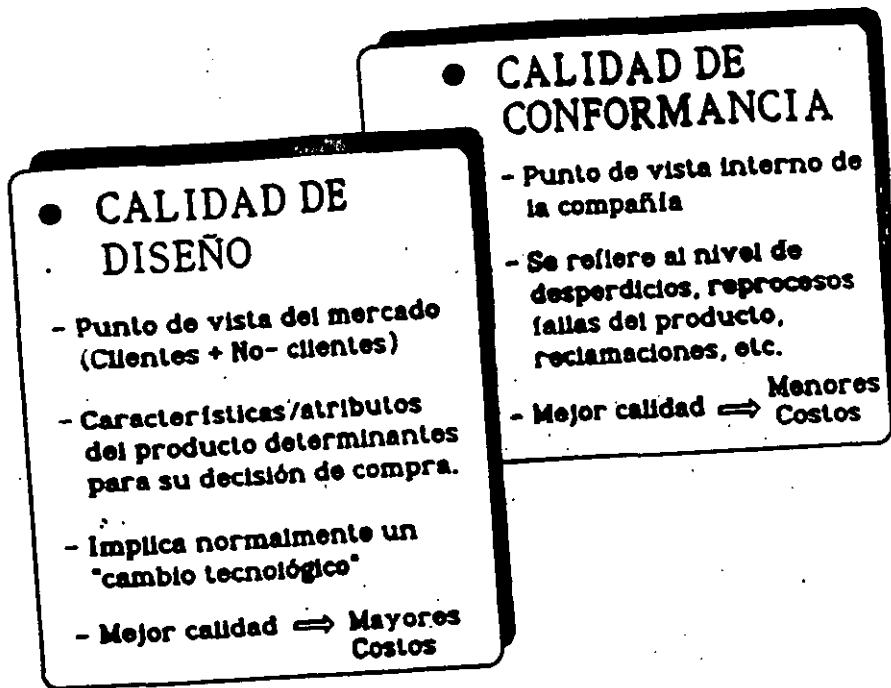 ● CALIDAD DE
DISEÑO
- Punto de vista del mercado
(Clientes + No- clientes)
- Características/atributos
del producto determinantes
para su decisión de compra.
- Implica normalmente un
"cambio tecnológico"
- Mejor calidad ⟹ Mayores
Costos
● CALIDAD DE
CONFORMANCIA
- Punto de vista interno de
la compañía
- Se refiere al nivel de
desperdicios, reprocesos
fallas del producto,
reclamaciones, etc.
- Mejor calidad ⟹ Menores
Costos